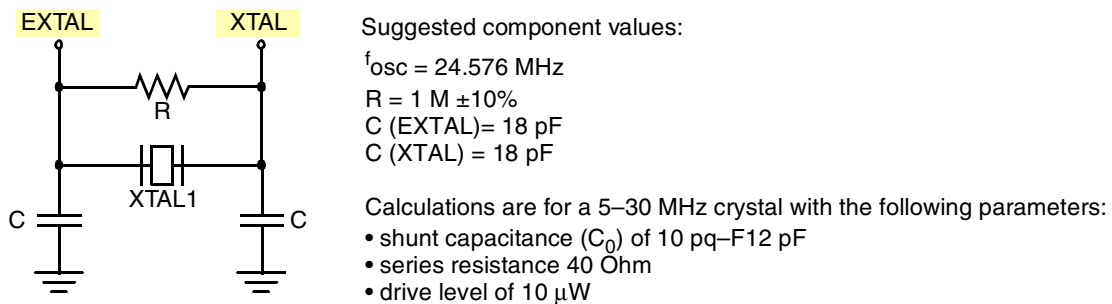 EXTAL
XTAL
R
XTAL1
C
C
Suggested component values:
fosc = 24.576 MHz
R = 1 M ±10%
C (EXTAL)= 18 pF
C (XTAL) = 18 pF
Calculations are for a 5–30 MHz crystal with the following parameters:
• shunt capacitance (C0) of 10 pq–F12 pF
• series resistance 40 Ohm
• drive level of 10 μW